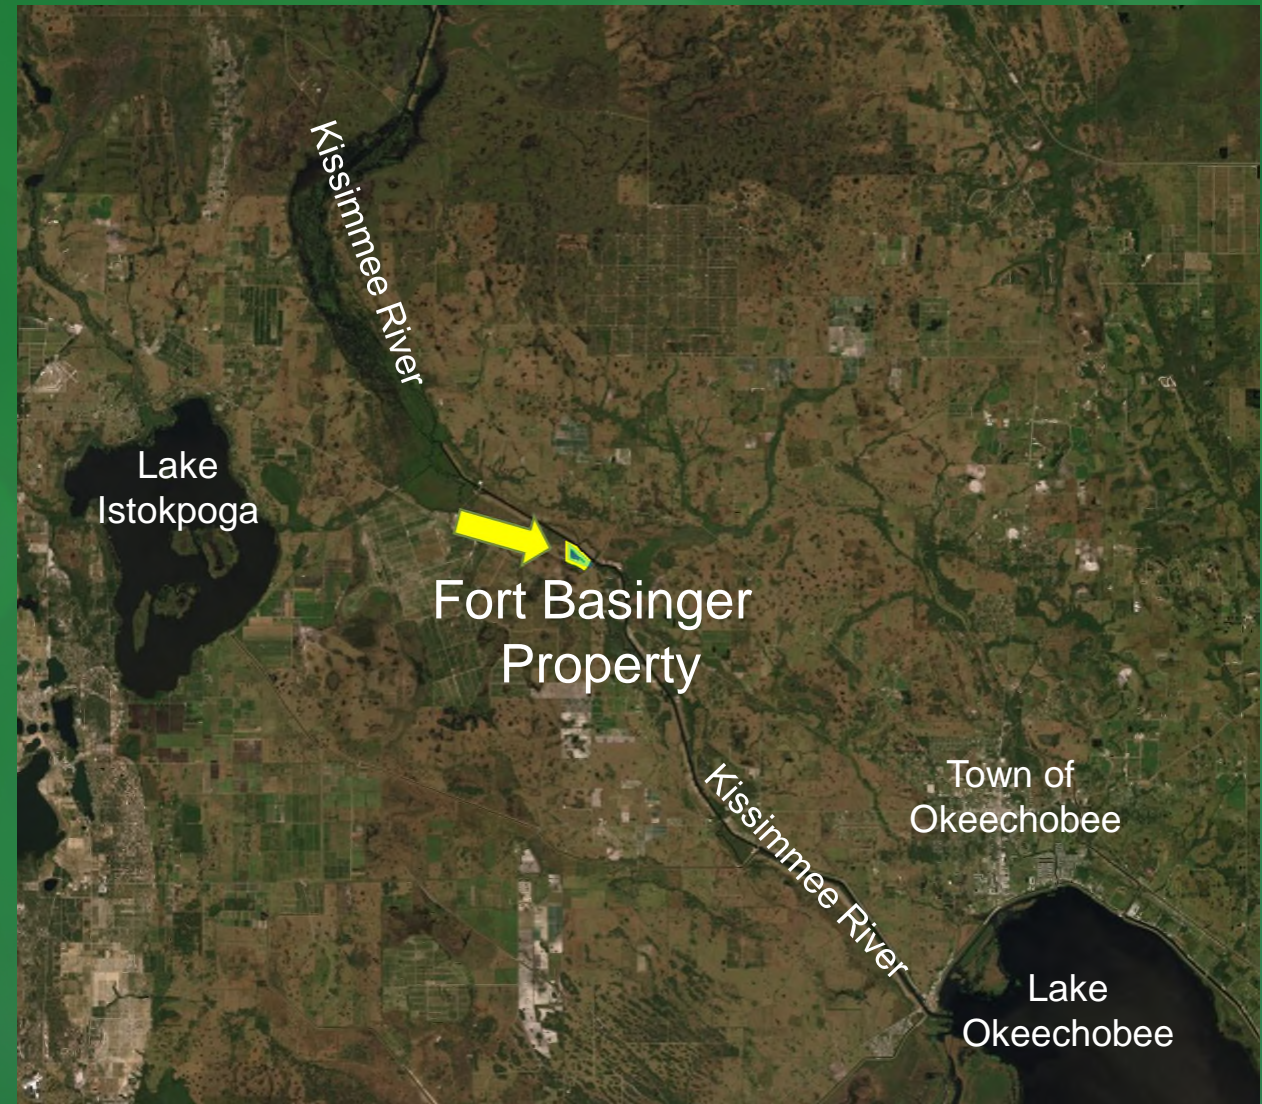 Kissimmee River
Lake
Istokpoga
Fort Basinger
Property
Town of
Okeechobee
Kissimmee River
Lake
Okeechobee